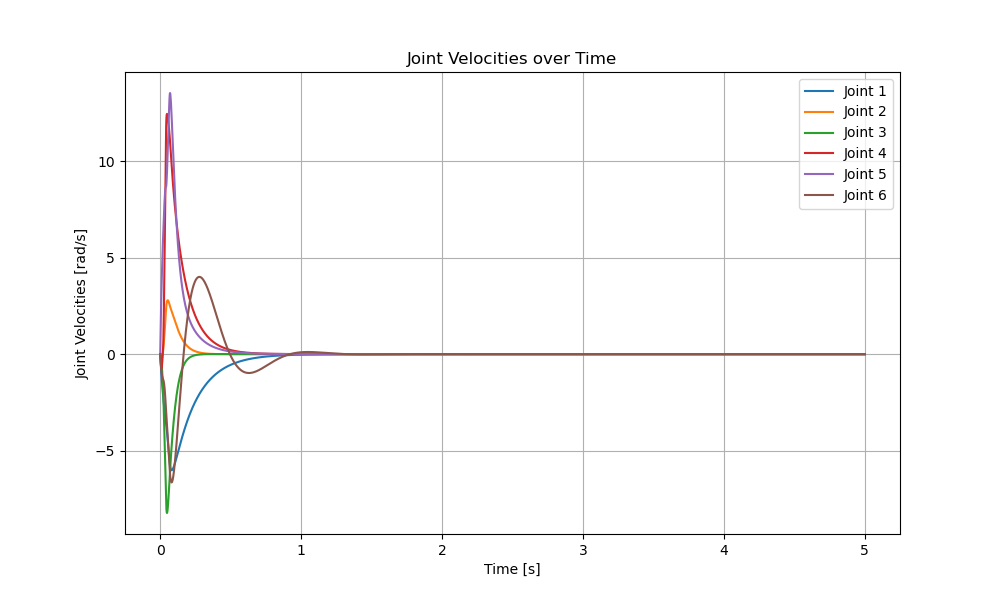 Joint Velocities over Time
Joint Velocities [rad/s]
10
5
0
−5
Joint 1
Joint 2
Joint 3
Joint 4
Joint 5
Joint 6
0 1 2 3 4 5
Time [s]